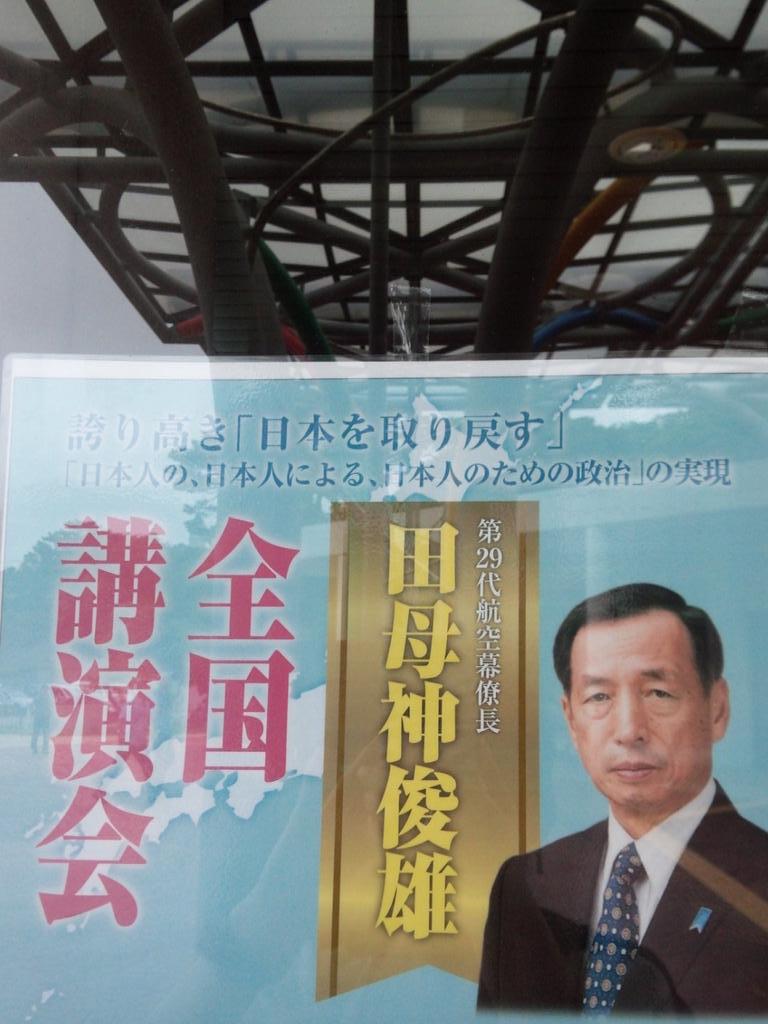 誇り高き「日本を取り戻す」
「日本人の、日本人による、日本人のための政治」の実現
第29代航空幕僚長
田母神俊雄
全国
講演会